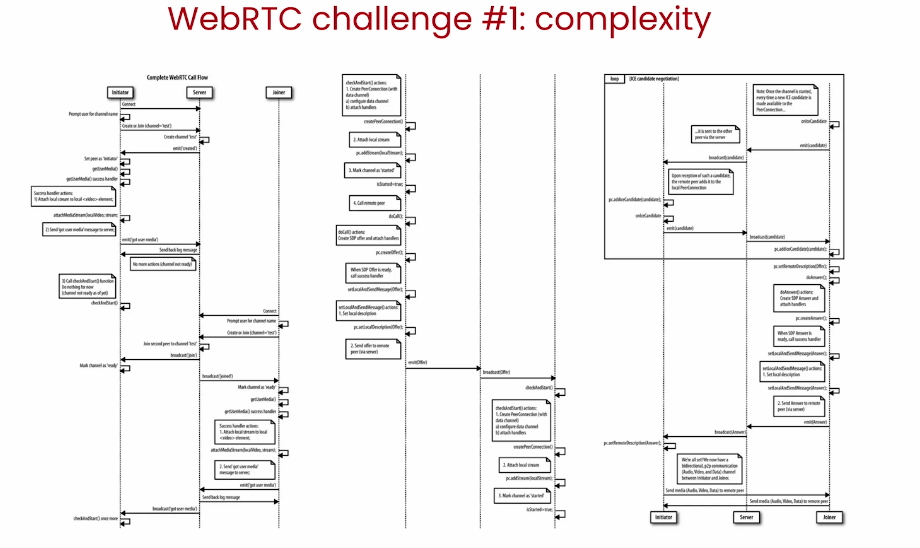 WebRTC challenge #1: complexity
Complete WebRTC Call Flow
Initiator
Server
Joiner
Connect
Prompt user for channel name
Create or Join (channel='test')
Create channel 'test'
emit('created')
Set peer as 'initiator'
getUserMedia()
getUserMedia() success handler
Success handler actions:
1) Attach local stream to local <video> element;
attachMediaStream(localVideo, stream);
2) Send 'got user media' message to server;
emit('got user media')
Send back log message
No more actions (channel not ready)
3) Call checkAndStart() function
Do nothing for now
(channel not ready as of yet)
checkAndStart()
Connect
Prompt user for channel name
Create or Join (channel='test')
Join second peer to channel 'test'
broadcast('join')
Mark channel as 'ready'
broadcast('joined')
Mark channel as 'ready'
getUserMedia()
getUserMedia() success handler
Success handler actions:
1. Attach local stream to local
<video> element,
attachMediaStream(localVideo, stream);
2. Send 'got user media'
message to server;
emit('got user media')
Send back log message
broadcast('got user media')
checkAndStart() once more
checkAndStart() actions:
1. Create PeerConnection (with
data channel)
a) configure data channel
b) attach handlers
createPeerConnection()
2. Attach local stream
pc.addStream(localStream);
3. Mark channel as 'started'
isStarted=true;
4. Call remote peer
doCall();
doCall() actions:
Create SDP offer and attach handlers
pc.createOffer();
When SDP Offer is ready,
call success handler
setLocalAndSendMessage(Offer);
setLocalAndSendMessage() actions:
1. Set local description
pc.setLocalDescription(Offer);
2. Send offer to remote
peer (via server)
emit(Offer)
broadcast(Offer)
checkAndStart()
checkAndStart() actions:
1. Create PeerConnection (with
data channel)
a) configure data channel
b) attach handlers
createPeerConnection()
2. Attach local stream
pc.addStream(localStream);
3. Mark channel as 'started'
isStarted=true;
loop
[ICE candidate negotiation]
Note: Once the channel is started,
every time a new ICE candidate is
made available to the
PeerConnection...
onIceCandidate
...it is sent to the other
peer via the server
emit(candidate)
broadcast(candidate)
Upon reception of such a candidate,
the remote peer adds it to the
local PeerConnection
pc.addIceCandidate(candidate);
onIceCandidate
emit(candidate)
broadcast(candidate)
pc.addIceCandidate(candidate);
pc.setRemoteDescription(Offer);
doAnswer();
doAnswer() actions:
Create SDP Answer and
attach handlers
pc.createAnswer();
When SDP Answer is
ready, call success handler
setLocalAndSendMessage(Answer);
setLocalAndSendMessage() actions:
1. Set local description
setLocalAndSendMessage(Answer);
2. Send Answer to remote
peer (via server)
emit(Answer)
broadcast(Answer)
pc.setRemoteDescription(Answer);
We're all set! We now have a
bidirectional, p2p communication
(Audio, Video, and Data) channel
between Initiator and Joiner.
Send media (Audio, Video, Data) to remote peer
Send media (Audio, Video, Data) to remote peer
Initiator
Server
Joiner